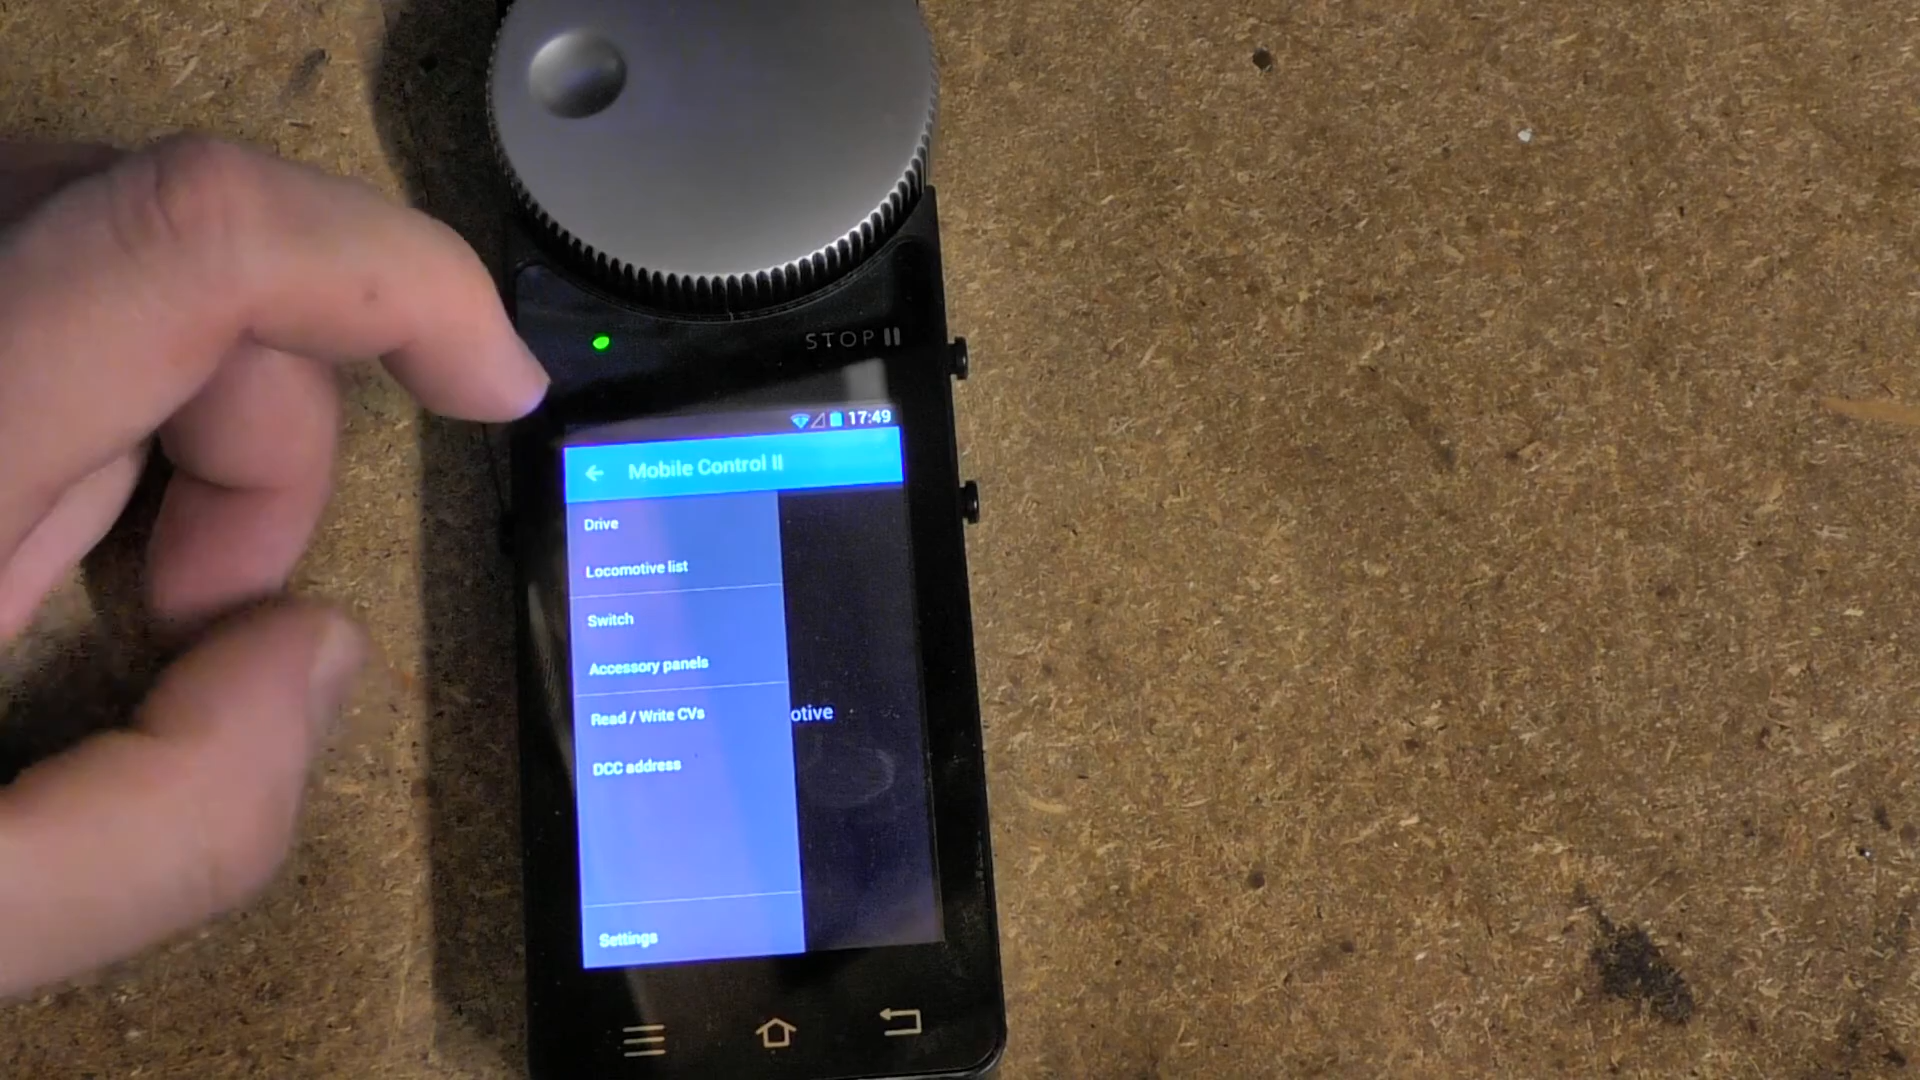 STOP
17:49
Mobile Control II
Drive
Locomotive list
Switch
Accessory panels
Read / Write CVs
otive
DCC address
Settings